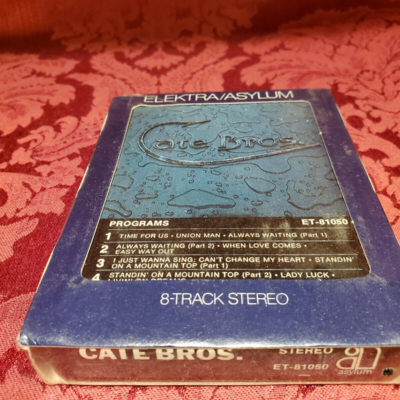 ELEKTRA/ASYLUM
Cate Bros.
PROGRAMS ET-81050
1 TIME FOR US • UNION MAN • ALWAYS WAITING (Part 1)
2 ALWAYS WAITING (Part 2) • WHEN LOVE COMES •
EASY WAY OUT
3 I JUST WANNA SING; CAN'T CHANGE MY HEART • STANDIN'
ON A MOUNTAIN TOP (Part 1)
4 STANDIN' ON A MOUNTAIN TOP (Part 2) • LADY LUCK •
8-TRACK STEREO
CATE BROS. STEREO
ET-81050 asylum